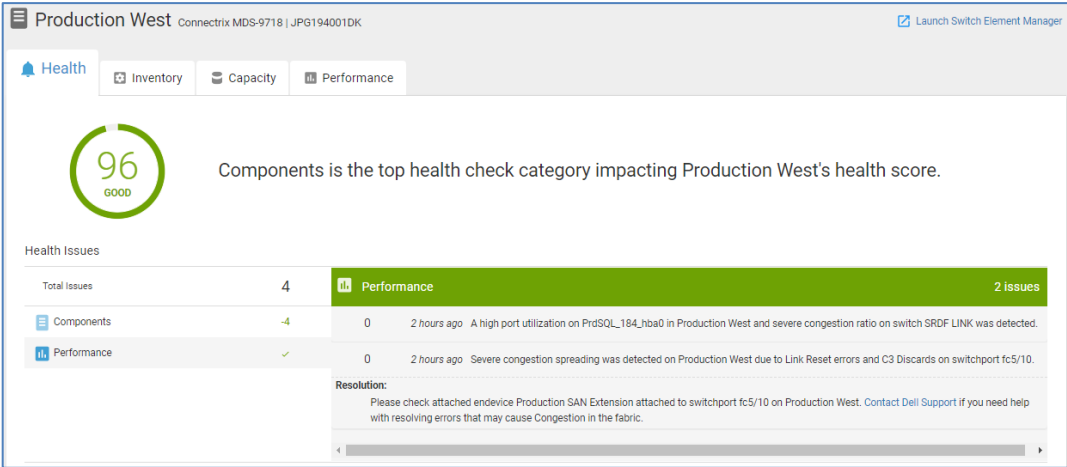 Production West Connectrix MDS-9718 | JPG194001DK
Launch Switch Element Manager
Health
Inventory
Capacity
Performance
96
GOOD
Components is the top health check category impacting Production West's health score.
Health Issues
Total Issues 4
Components -4
Performance
Performance 2 issues
0 2 hours ago A high port utilization on PrdSQL_184_hba0 in Production West and severe congestion ratio on switch SRDF LINK was detected.
0 2 hours ago Severe congestion spreading was detected on Production West due to Link Reset errors and C3 Discards on switchport fc5/10.
Resolution:
Please check attached endevice Production SAN Extension attached to switchport fc5/10 on Production West. Contact Dell Support if you need help
with resolving errors that may cause Congestion in the fabric.